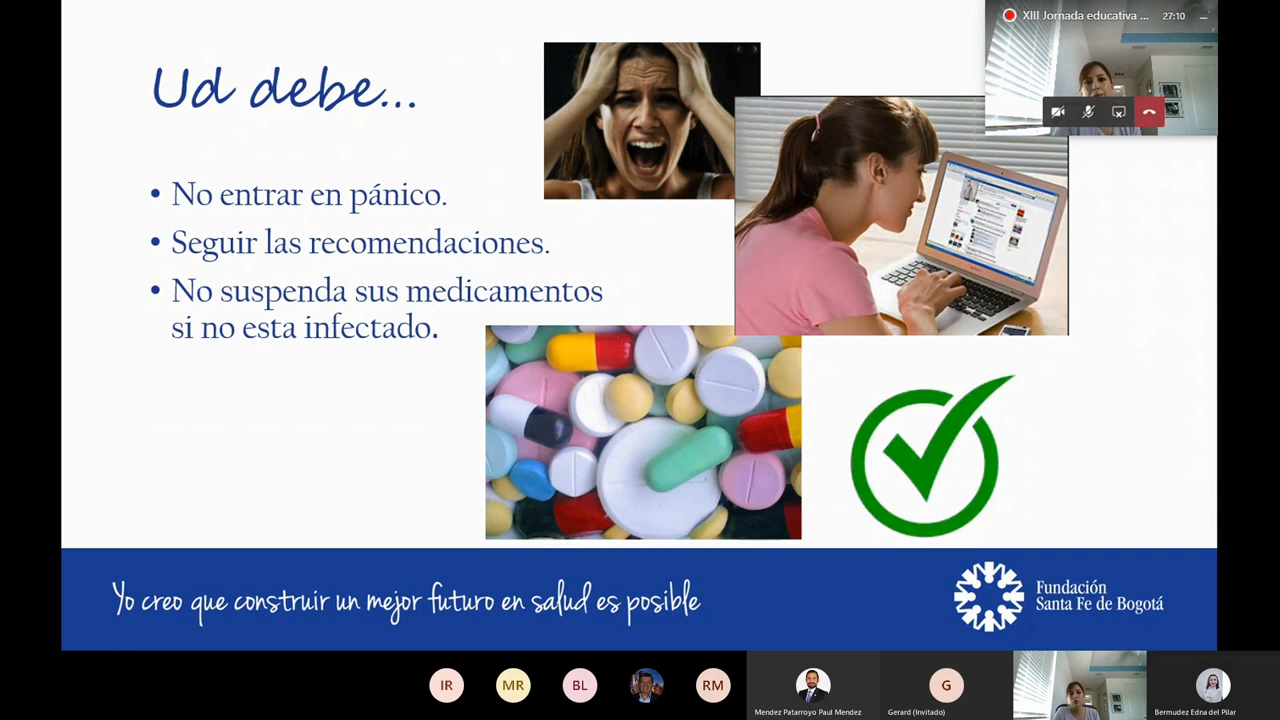 XIII Jornada educativa ...
27:10
Ud debe...
• No entrar en pánico.
• Seguir las recomendaciones.
• No suspenda sus medicamentos
si no esta infectado.
Yo creo que construir un mejor futuro en salud es posible
Fundación
Santa Fe de Bogotá
IR
MR
BL
RM
G
Mendez Patarroyo Paul Mendez
Gerard (Invitado)
Bermudez Edna del Pilar